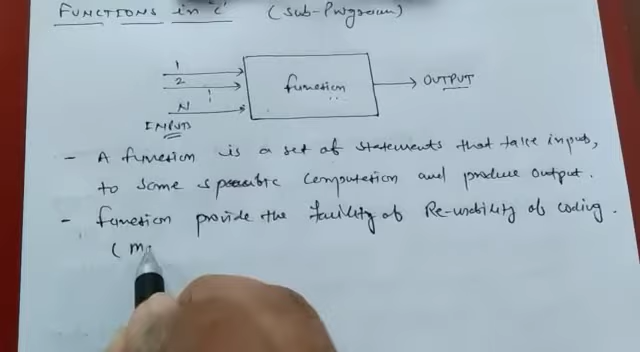 FUNCTIONS in 'C' (Sub-Program)
1
2
N
INPUTS
function
OUTPUT
- A function is a set of statements that take inputs,
to some specific Computation and produce output.
- function provide the facility of Re-usability of coding.
( m